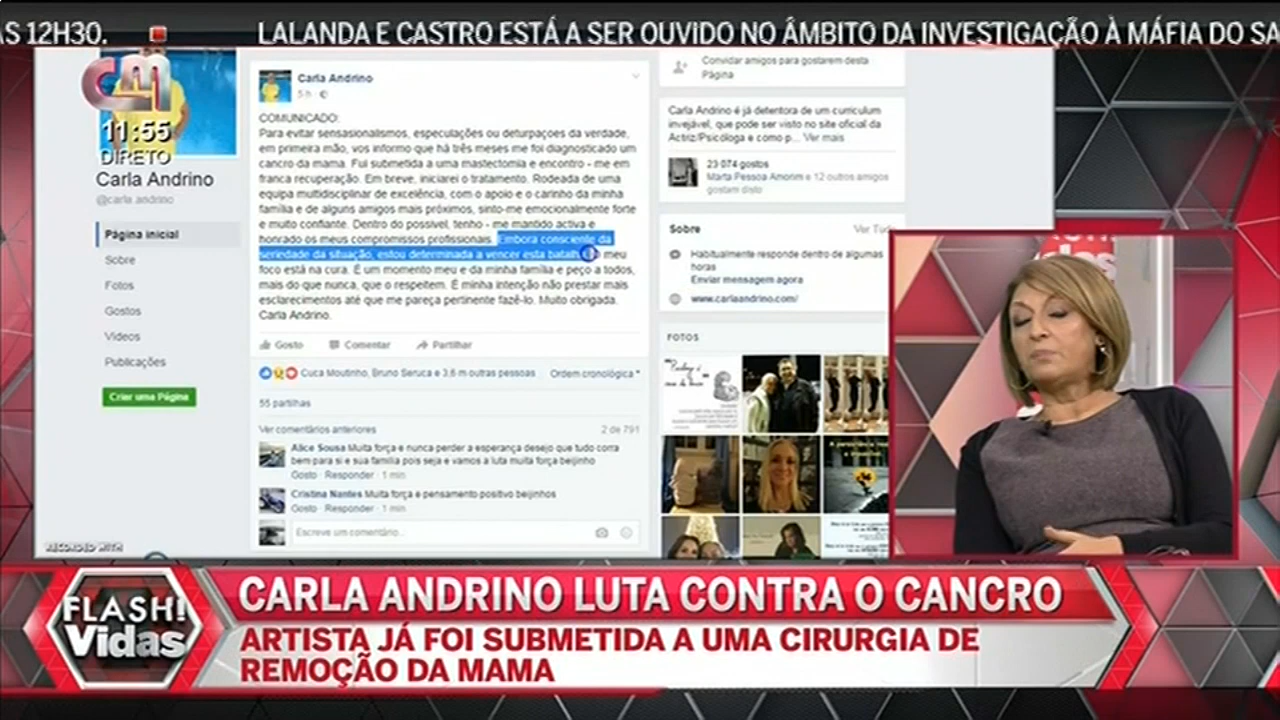 AS 12H30.
LALANDA E CASTRO ESTÁ A SER OUVIDO NO ÂMBITO DA INVESTIGAÇÃO À MÁFIA DO SA
CM
11:55
DIRETO
Carla Andrino
@carla.andrino
Página inicial
Sobre
Fotos
Gostos
Vídeos
Publicações
Criar uma Página
Carla Andrino
5 h
COMUNICADO:
Para evitar sensasionalismos, especulações ou deturpaçoes da verdade,
em primeira mão, vos informo que há três meses me foi diagnosticado um
cancro da mama. Fui submetida a uma mastectomia e encontro - me em
franca recuperação. Em breve, iniciarei o tratamento. Rodeada de uma
equipa multidisciplinar de excelência, com o apoio e o carinho da minha
família e de alguns amigos mais próximos, sinto-me emocionalmente forte
e muito confiante. Dentro do possível, tenho - me mantido activa e
honrado os meus compromissos profissionais. Embora consciente da
seriedade da situação, estou determinada a vencer esta batalha meu
foco está na cura. É um momento meu e da minha família e peço a todos,
mais do que nunca, que o respeitem. É minha intenção não prestar mais
esclarecimentos até que me pareça pertinente fazê-lo. Muito obrigada.
Carla Andrino.
Gosto Comentar Partilhar
Cuca Moutinho, Bruno Seruca e 3,6 m outras pessoas Ordem cronológica
55 partilhas
Ver comentários anteriores 2 de 791
Alice Sousa Muita força e nunca perder a esperança desejo que tudo corra
bem para si e sua família pois seja e vamos a luta muita força beijinho
Gosto · Responder · 1 min
Cristina Nantes Muita força e pensamento positivo beijinhos
Gosto · Responder · 1 min
Escreve um comentário...
Convidar amigos para gostarem desta
Página
Carla Andrino é já detentora de um curriculum
invejável, que pode ser visto no site oficial da
Actriz/Psicóloga e como p... Ver mais
23 074 gostos
Marta Pessoa Amorim e 12 outros amigos
gostam disto
Sobre Ver Tudo
Habitualmente responde dentro de algumas
horas
Enviar mensagem agora
www.carlaandrino.com/
FOTOS
RECORDED WITH
FLASH!
Vidas
CARLA ANDRINO LUTA CONTRA O CANCRO
ARTISTA JÁ FOI SUBMETIDA A UMA CIRURGIA DE
REMOÇÃO DA MAMA